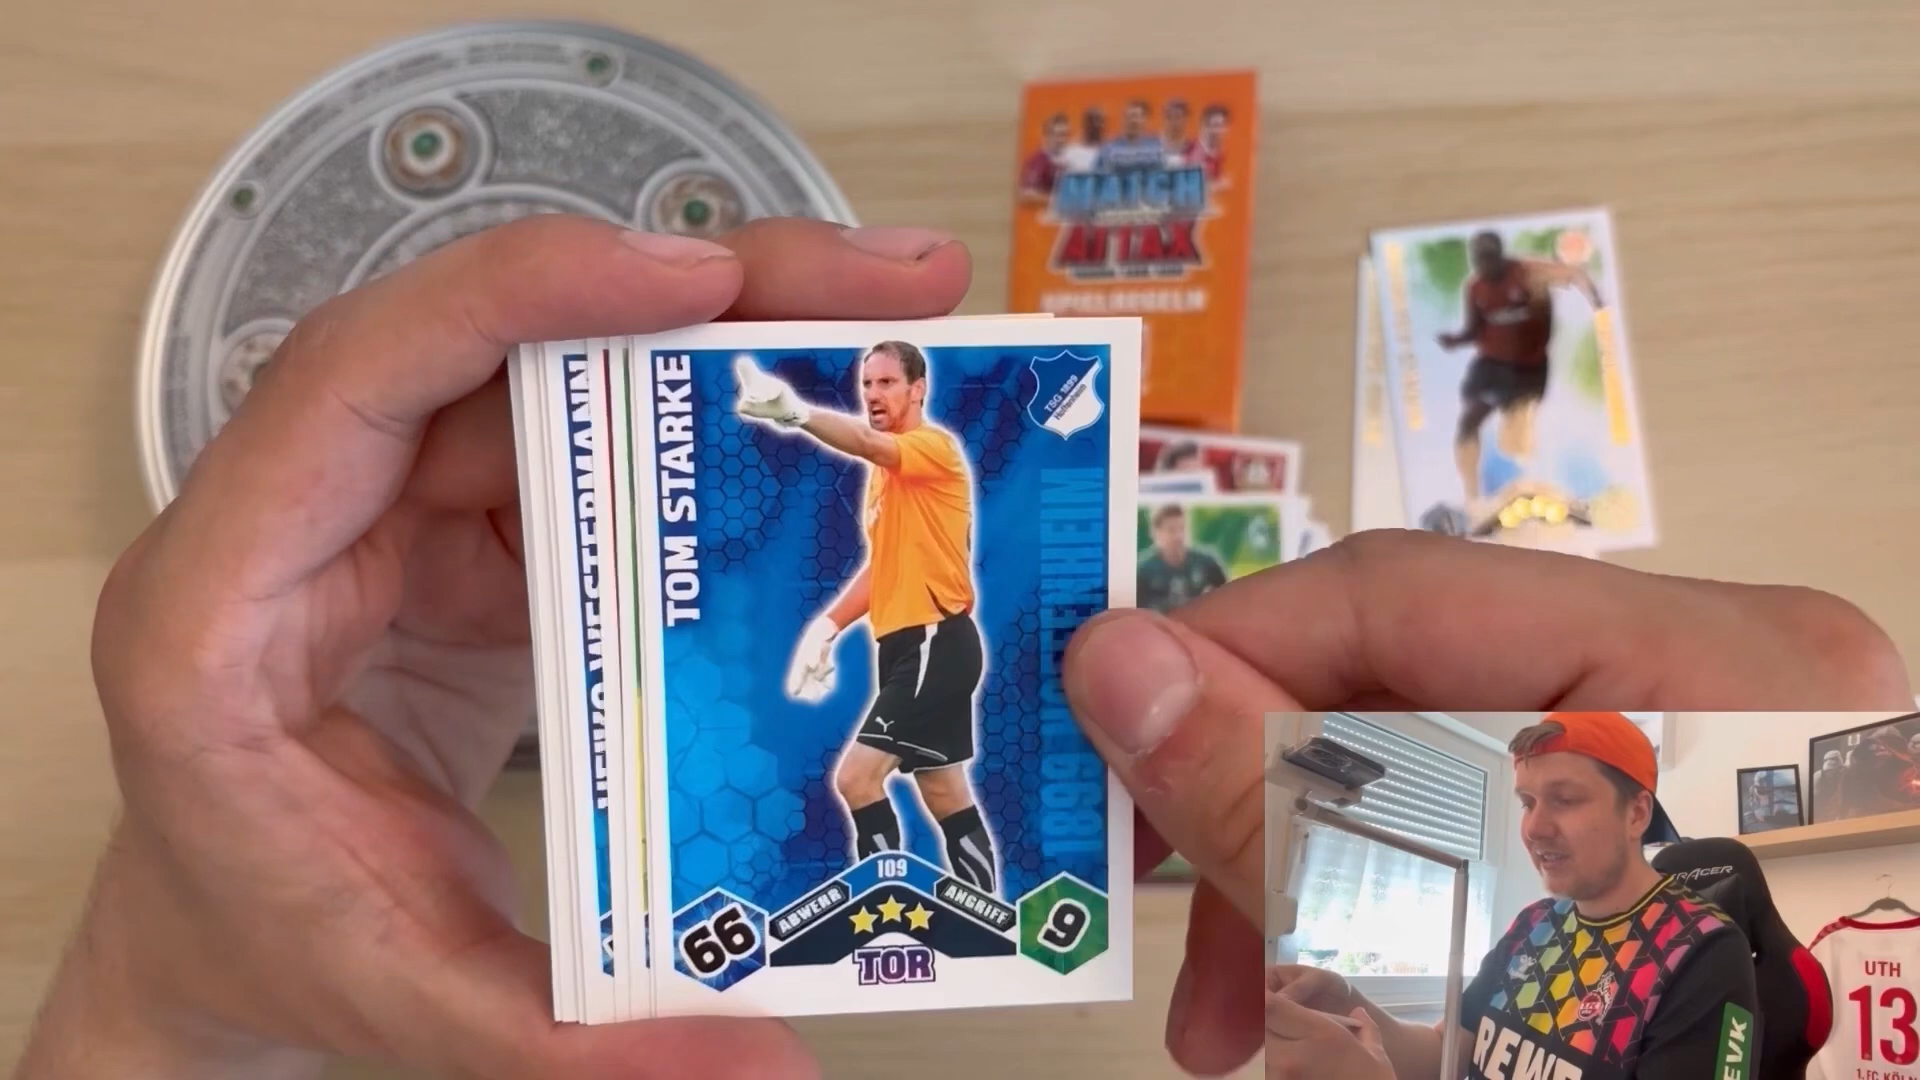 MATCH
ATTAX
SPIELREGELN
HEIKO WESTERMANN
TOM STARKE
TSG 1899
Hoffenheim
1899 HOFFENHEIM
109
ABWEHR
ANGRIFF
66
9
TOR
RACER
UTH
13
1. FC KÖLN
REWE
EVK